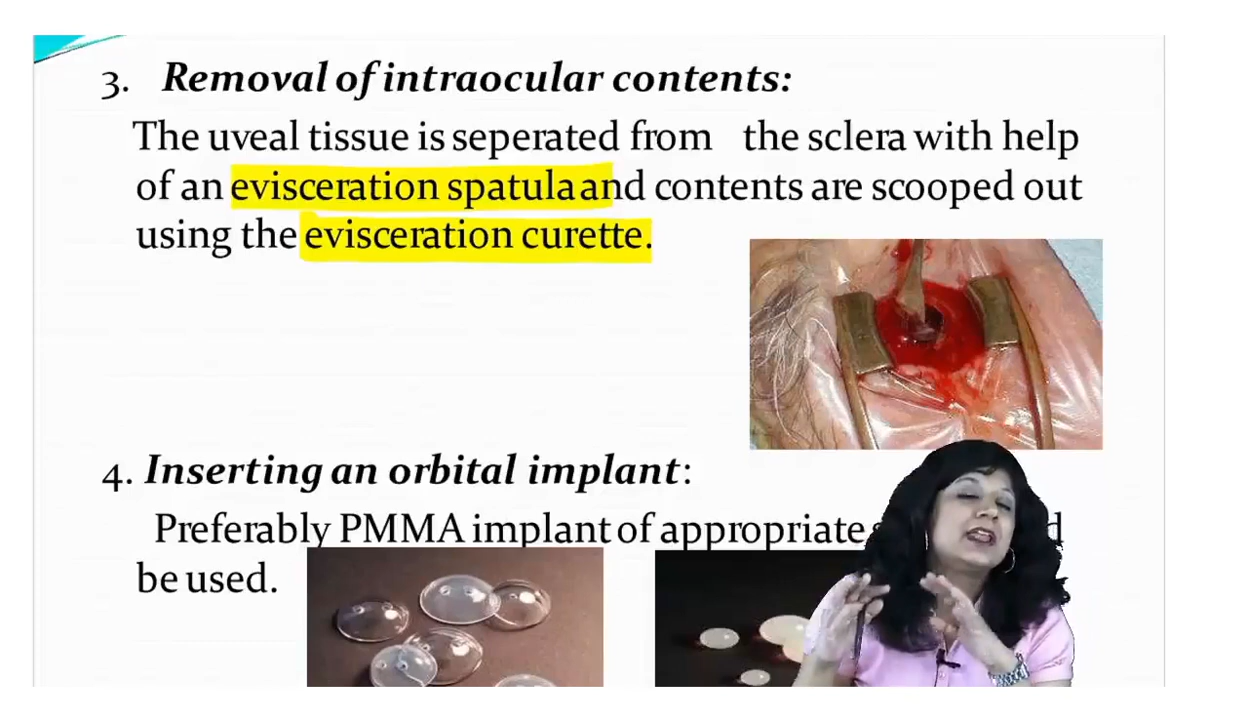 3. Removal of intraocular contents:
The uveal tissue is seperated from the sclera with help
of an evisceration spatula and contents are scooped out
using the evisceration curette.
4. Inserting an orbital implant:
Preferably PMMA implant of appropriate
be used.